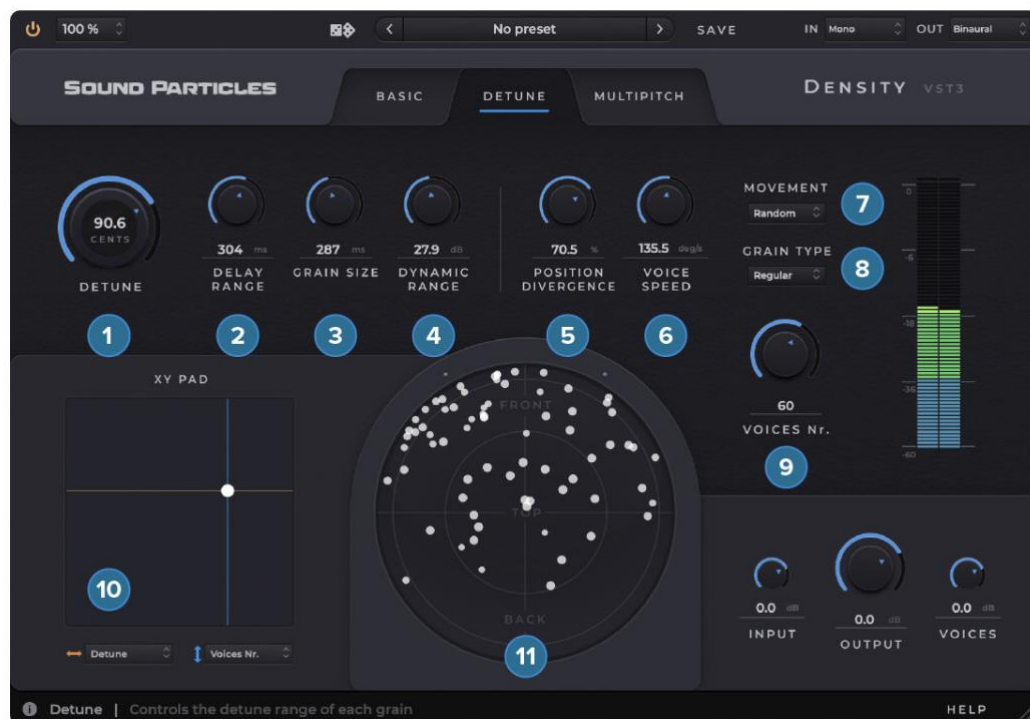 100 %
No preset
SAVE
IN Mono
OUT Binaural
SOUND PARTICLES
BASIC
DETUNE
MULTIPITCH
DENSITY VST3
90.6
CENTS
DETUNE
304 ms
DELAY
RANGE
287 ms
GRAIN SIZE
27.9 dB
DYNAMIC
RANGE
70.5 %
POSITION
DIVERGENCE
135.5 deg/s
VOICE
SPEED
MOVEMENT
Random
7
GRAIN TYPE
Regular
8
0
-6
-18
-36
-60
1
2
3
4
5
6
60
VOICES Nr.
9
XY PAD
10
Detune
Voices Nr.
FRONT
TOP
BACK
11
0.0 dB
INPUT
0.0 dB
OUTPUT
0.0 dB
VOICES
Detune | Controls the detune range of each grain
HELP